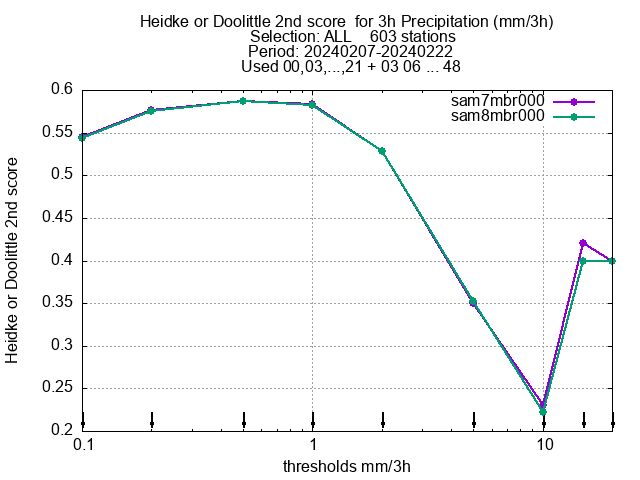 Heidke or Doolittle 2nd score  for 3h Precipitation (mm/3h)
Selection: ALL    603 stations
Period: 20240207-20240222
Used 00,03,...,21 + 03 06 ... 48
sam7mbr000
sam8mbr000
0.6
0.55
0.5
0.45
0.4
0.35
0.3
0.25
0.2
Heidke or Doolittle 2nd score
0.1 1 10
thresholds mm/3h